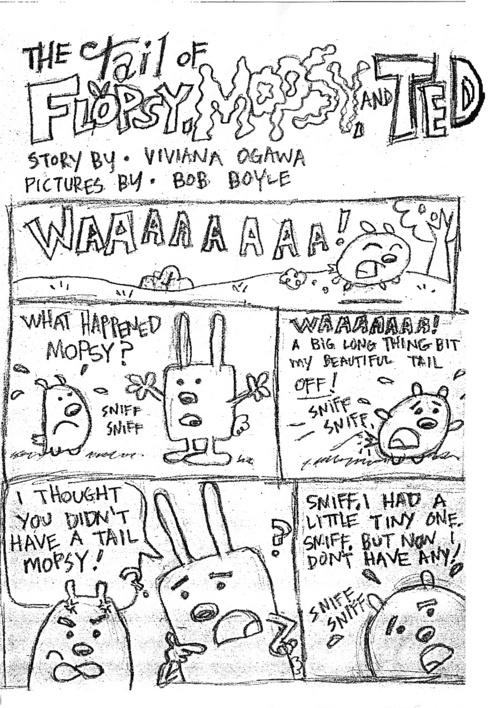 THE tail OF
FLOPSY, MOPSY, AND TED
STORY BY • VIVIANA OGAWA
PICTURES BY • BOB BOYLE
WAAAAAAAA!
WHAT HAPPENED
MOPSY?
SNIFF
SNIFF
WAAAAAAA!
A BIG LONG THING BIT
MY BEAUTIFUL TAIL
OFF!
SNIFF
SNIFF.
I THOUGHT
YOU DIDN'T
HAVE A TAIL
MOPSY!
?
?
SNIFF, I HAD A
LITTLE TINY ONE.
SNIFF. BUT NOW I
DON'T HAVE ANY!
SNIFF
SNIFF